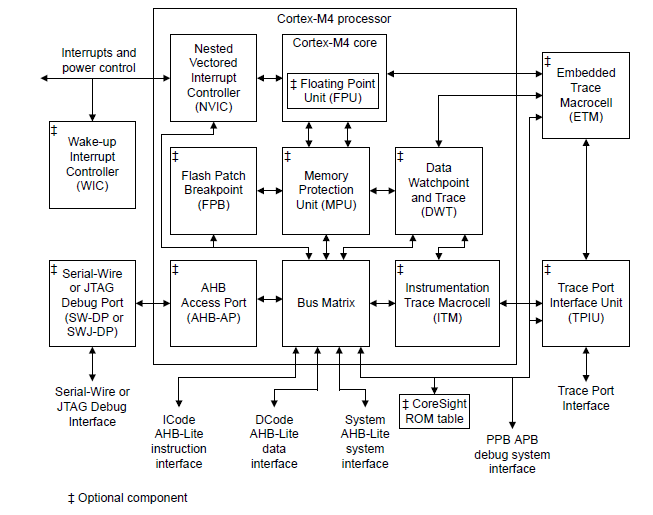 Cortex-M4 processor
Interrupts and
power control
Nested
Vectored
Interrupt
Controller
(NVIC)
Cortex-M4 core
‡ Floating Point
Unit (FPU)
‡
Embedded
Trace
Macrocell
(ETM)
‡
Wake-up
Interrupt
Controller
(WIC)
‡
Flash Patch
Breakpoint
(FPB)
‡
Memory
Protection
Unit (MPU)
‡
Data
Watchpoint
and Trace
(DWT)
‡
Serial-Wire
or JTAG
Debug Port
(SW-DP or
SWJ-DP)
‡
AHB
Access Port
(AHB-AP)
Bus Matrix
‡
Instrumentation
Trace Macrocell
(ITM)
‡
Trace Port
Interface Unit
(TPIU)
Serial-Wire or
JTAG Debug
Interface
ICode
AHB-Lite
instruction
interface
DCode
AHB-Lite
data
interface
System
AHB-Lite
system
interface
‡ CoreSight
ROM table
PPB APB
debug system
interface
Trace Port
Interface
‡ Optional component